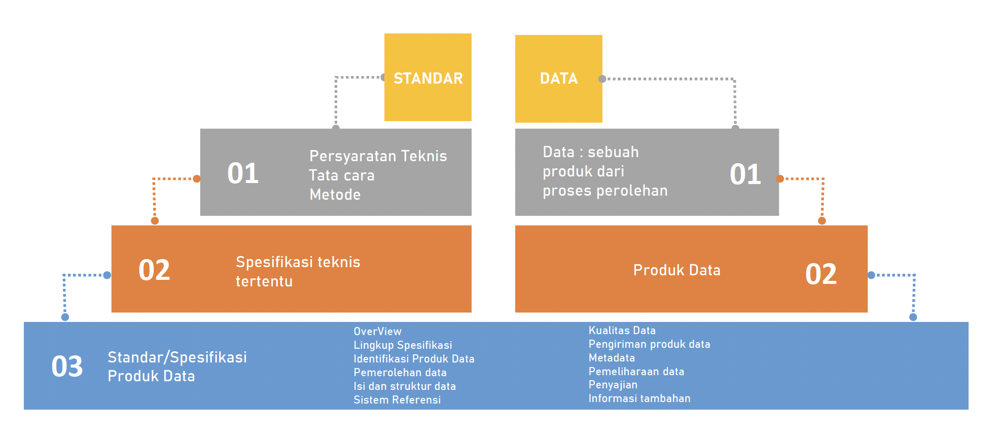 STANDAR
DATA
01
Persyaratan Teknis
Tata cara
Metode
Data : sebuah
produk dari
proses perolehan
01
02
Spesifikasi teknis
tertentu
Produk Data
02
03
Standar/Spesifikasi
Produk Data
OverView
Lingkup Spesifikasi
Identifikasi Produk Data
Pemerolehan data
Isi dan struktur data
Sistem Referensi
Kualitas Data
Pengiriman produk data
Metadata
Pemeliharaan data
Penyajian
Informasi tambahan